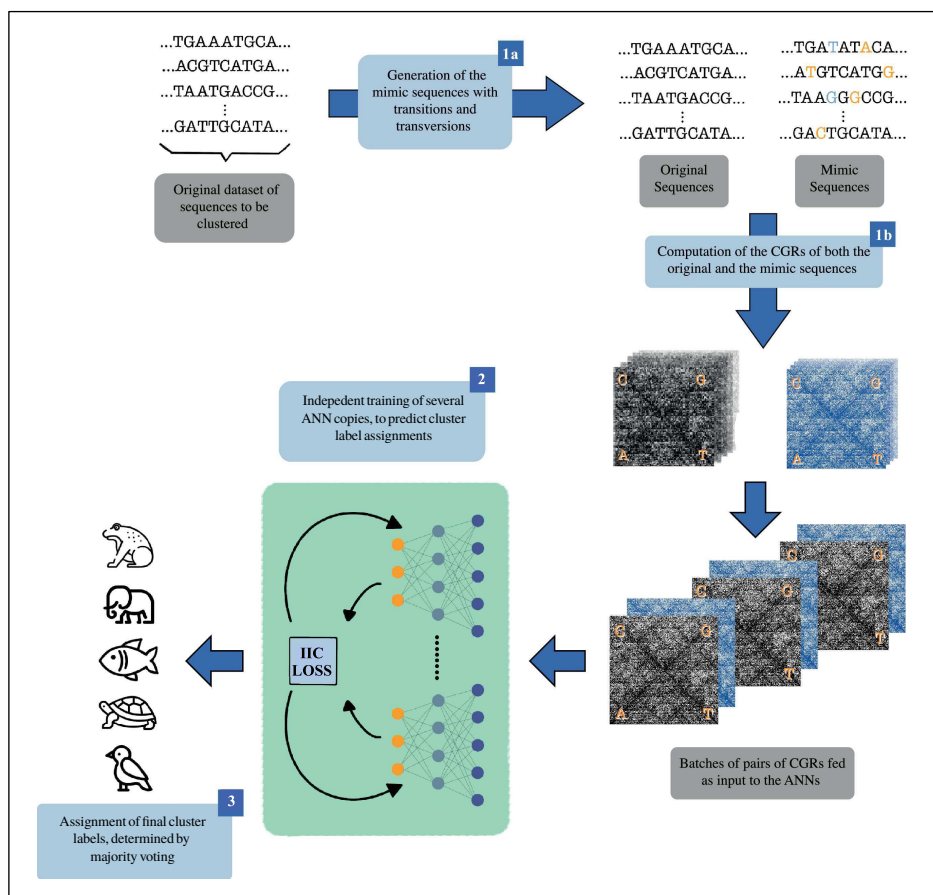 ...TGAAATGCA...
...ACGTCATGA...
...TAATGACCG...
...GATTGCATA...
Original dataset of
sequences to be
clustered
1a
Generation of the
mimic sequences with
transitions and
transversions
...TGAAATGCA...
...ACGTCATGA...
...TAATGACCG...
...GATTGCATA...
Original
Sequences
...TGATATACA...
...ATGTCATGG...
...TAAGGGCCG...
...GACTGCATA...
Mimic
Sequences
1b
Computation of the CGRs of both the
original and the mimic sequences
C G
A T
C G
A T
2
Indepedent training of several
ANN copies, to predict cluster
label assignments
IIC
LOSS
C G
C G
C G
T
T
A T
Batches of pairs of CGRs fed
as input to the ANNs
3
Assignment of final cluster
labels, determined by
majority voting